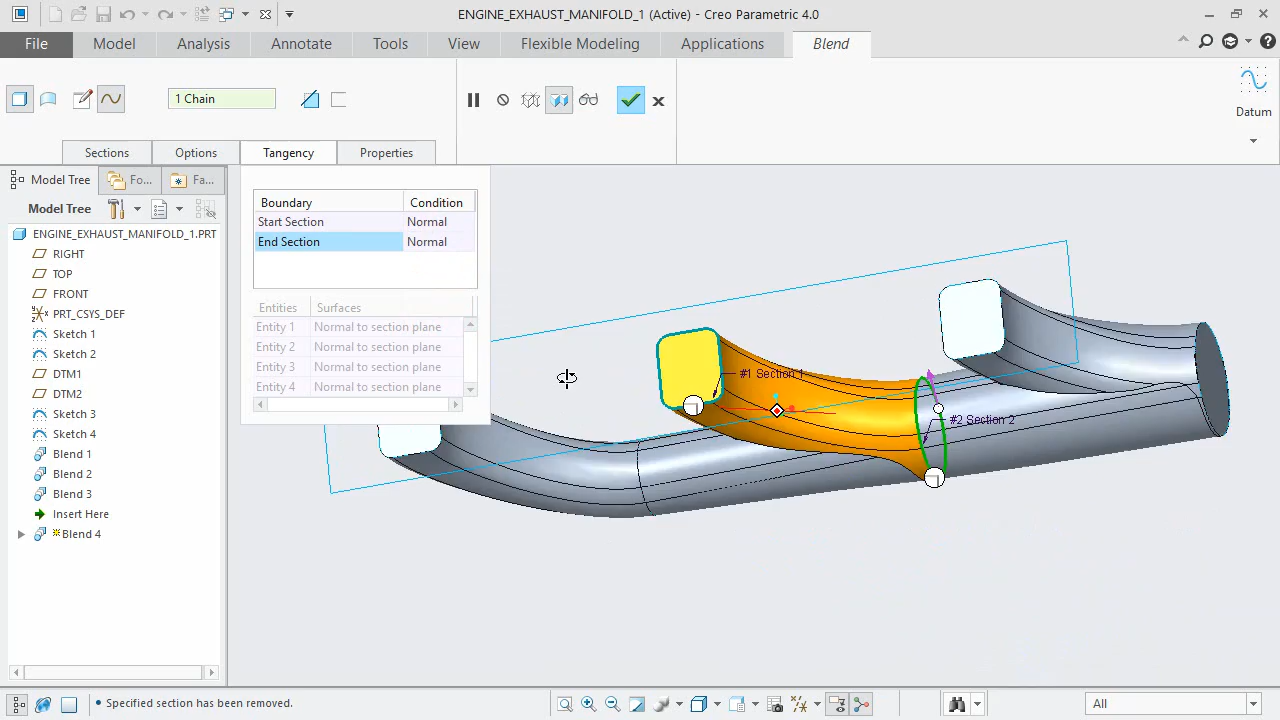 ENGINE_EXHAUST_MANIFOLD_1 (Active) - Creo Parametric 4.0
File Model Analysis Annotate Tools View Flexible Modeling Applications Blend
1 Chain
Datum
Sections Options Tangency Properties
Model Tree Fo... Fa...
Model Tree
ENGINE_EXHAUST_MANIFOLD_1.PRT
RIGHT
TOP
FRONT
PRT_CSYS_DEF
Sketch 1
Sketch 2
DTM1
DTM2
Sketch 3
Sketch 4
Blend 1
Blend 2
Blend 3
Insert Here
Blend 4
Boundary Condition
Start Section Normal
End Section Normal
Entities Surfaces
Entity 1 Normal to section plane
Entity 2 Normal to section plane
Entity 3 Normal to section plane
Entity 4 Normal to section plane
#1 Section 1
#2 Section 2
• Specified section has been removed.
All